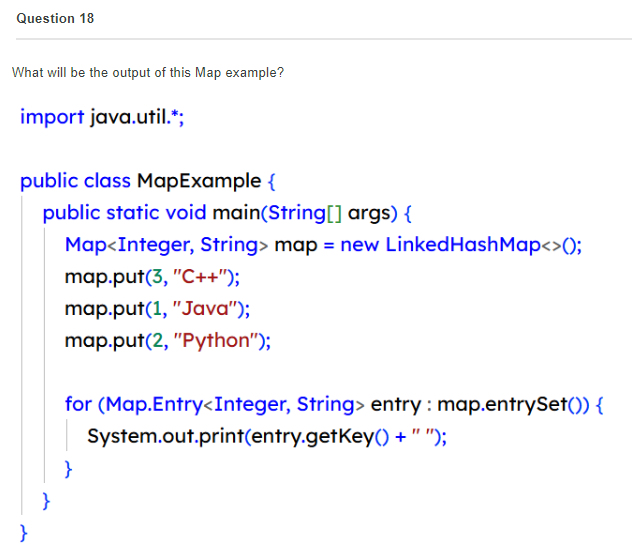 Question 18
What will be the output of this Map example?
import java.util.*;
public class MapExample {
public static void main(String[] args) {
Map<Integer, String> map = new LinkedHashMap<>();
map.put(3, "C++");
map.put(1, "Java");
map.put(2, "Python");
for (Map.Entry<Integer, String> entry : map.entrySet()) {
System.out.print(entry.getKey() + " ");
}
}
}